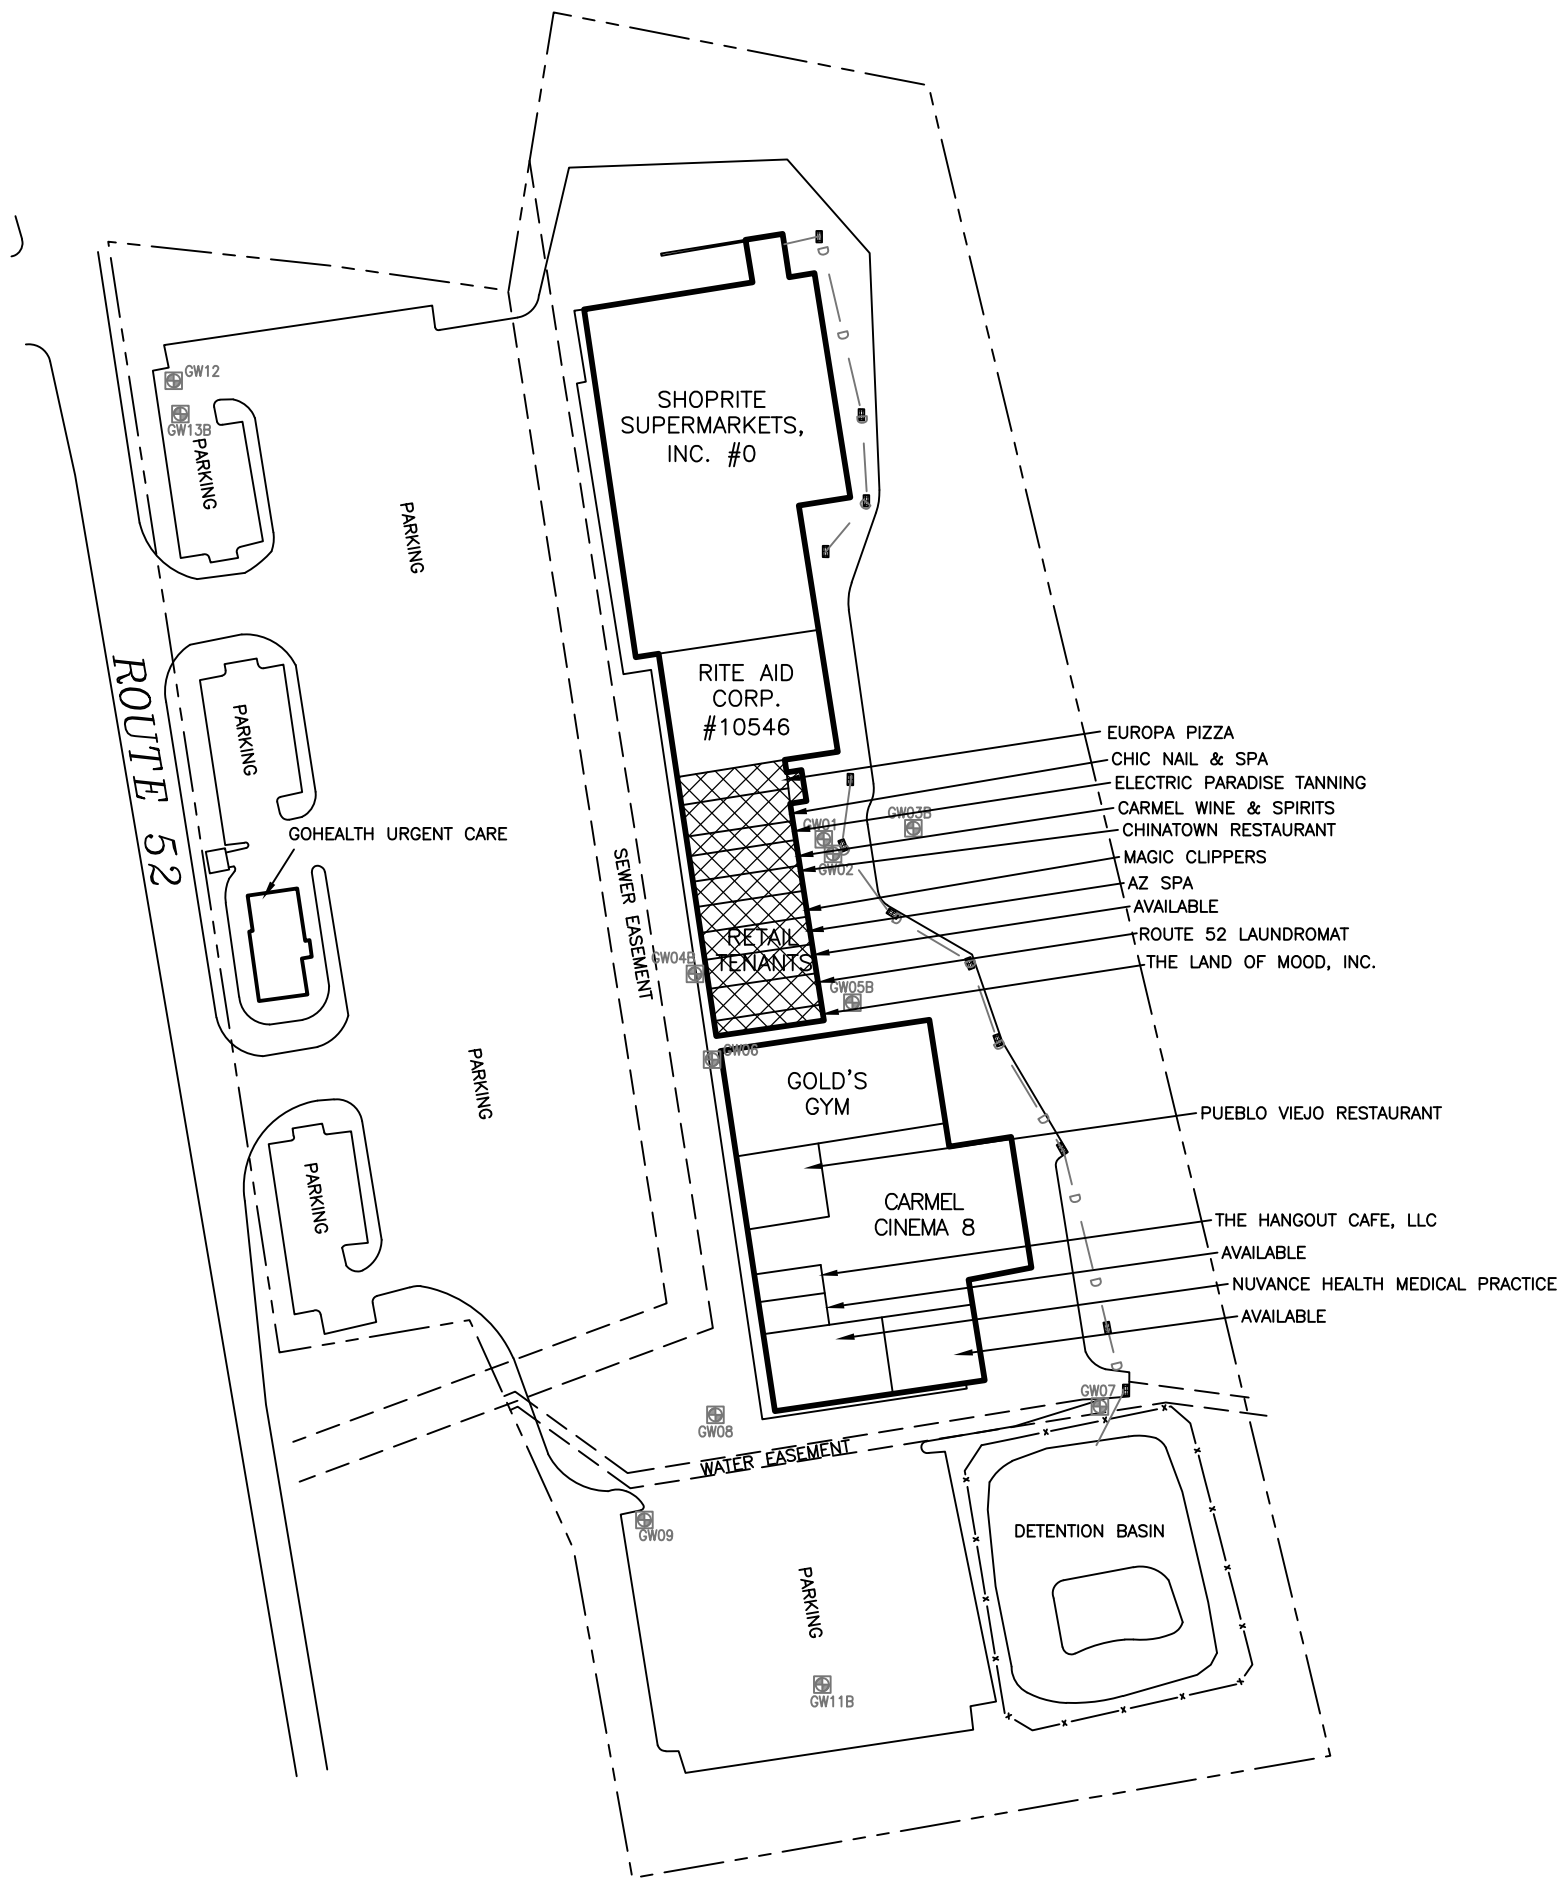 D
D
GW12
GW13B
SHOPRITE
SUPERMARKETS,
INC. #0
PARKING
PARKING
ROUTE 52
RITE AID
CORP.
#10546
PARKING
EUROPA PIZZA
CHIC NAIL & SPA
ELECTRIC PARADISE TANNING
CARMEL WINE & SPIRITS
CHINATOWN RESTAURANT
MAGIC CLIPPERS
AZ SPA
AVAILABLE
ROUTE 52 LAUNDROMAT
THE LAND OF MOOD, INC.
GW03B
GW01
GW02
GOHEALTH URGENT CARE
SEWER EASEMENT
RETAIL
TENANTS
GW04B
GW05B
GW06
PARKING
GOLD'S
GYM
PUEBLO VIEJO RESTAURANT
D
PARKING
D
CARMEL
CINEMA 8
THE HANGOUT CAFE, LLC
AVAILABLE
D
NUVANCE HEALTH MEDICAL PRACTICE
AVAILABLE
D
GW07
GW08
WATER EASEMENT
GW09
DETENTION BASIN
PARKING
GW11B